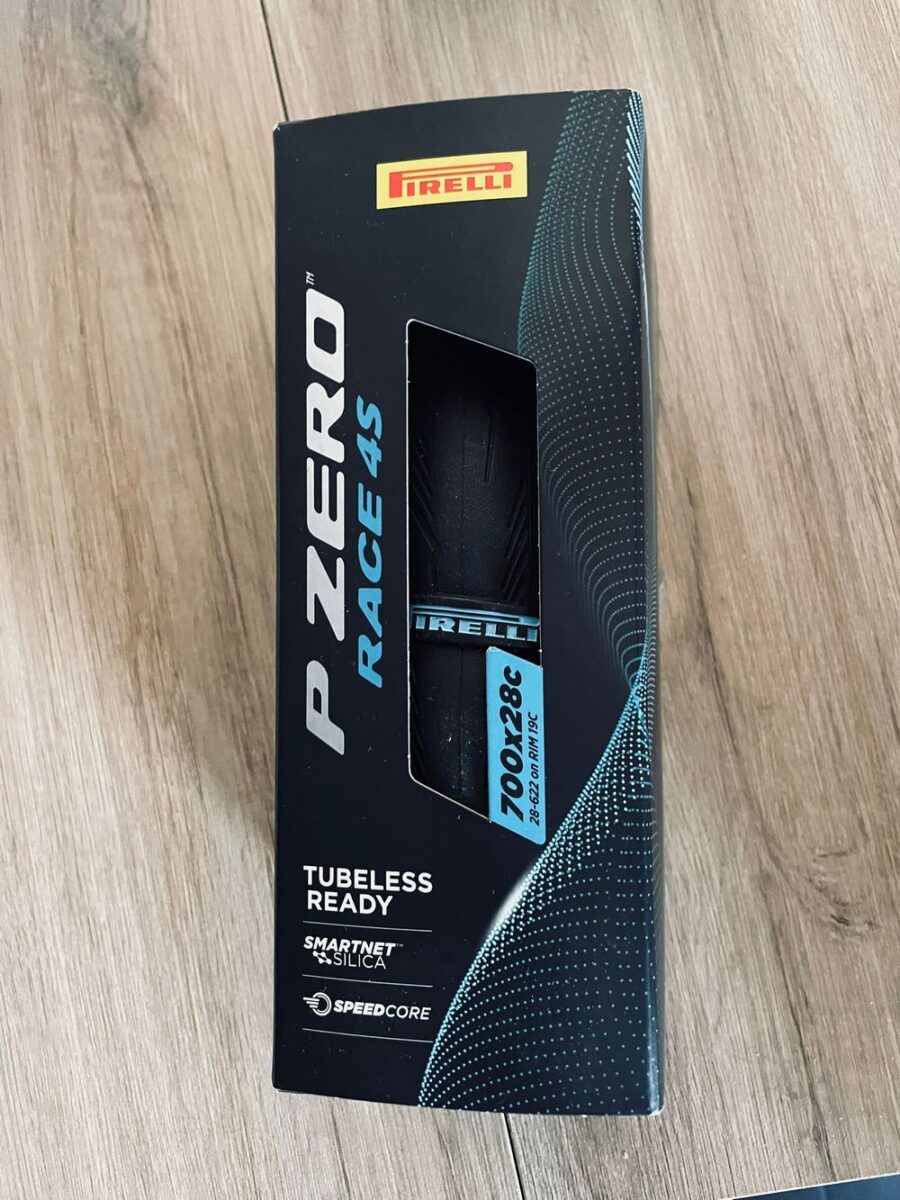 PIRELLI
P ZERO™
RACE 4S
PIRELLI
700x28c
28-622 on RIM 19C
TUBELESS
READY
SMARTNET™
SILICA
SPEEDCORE